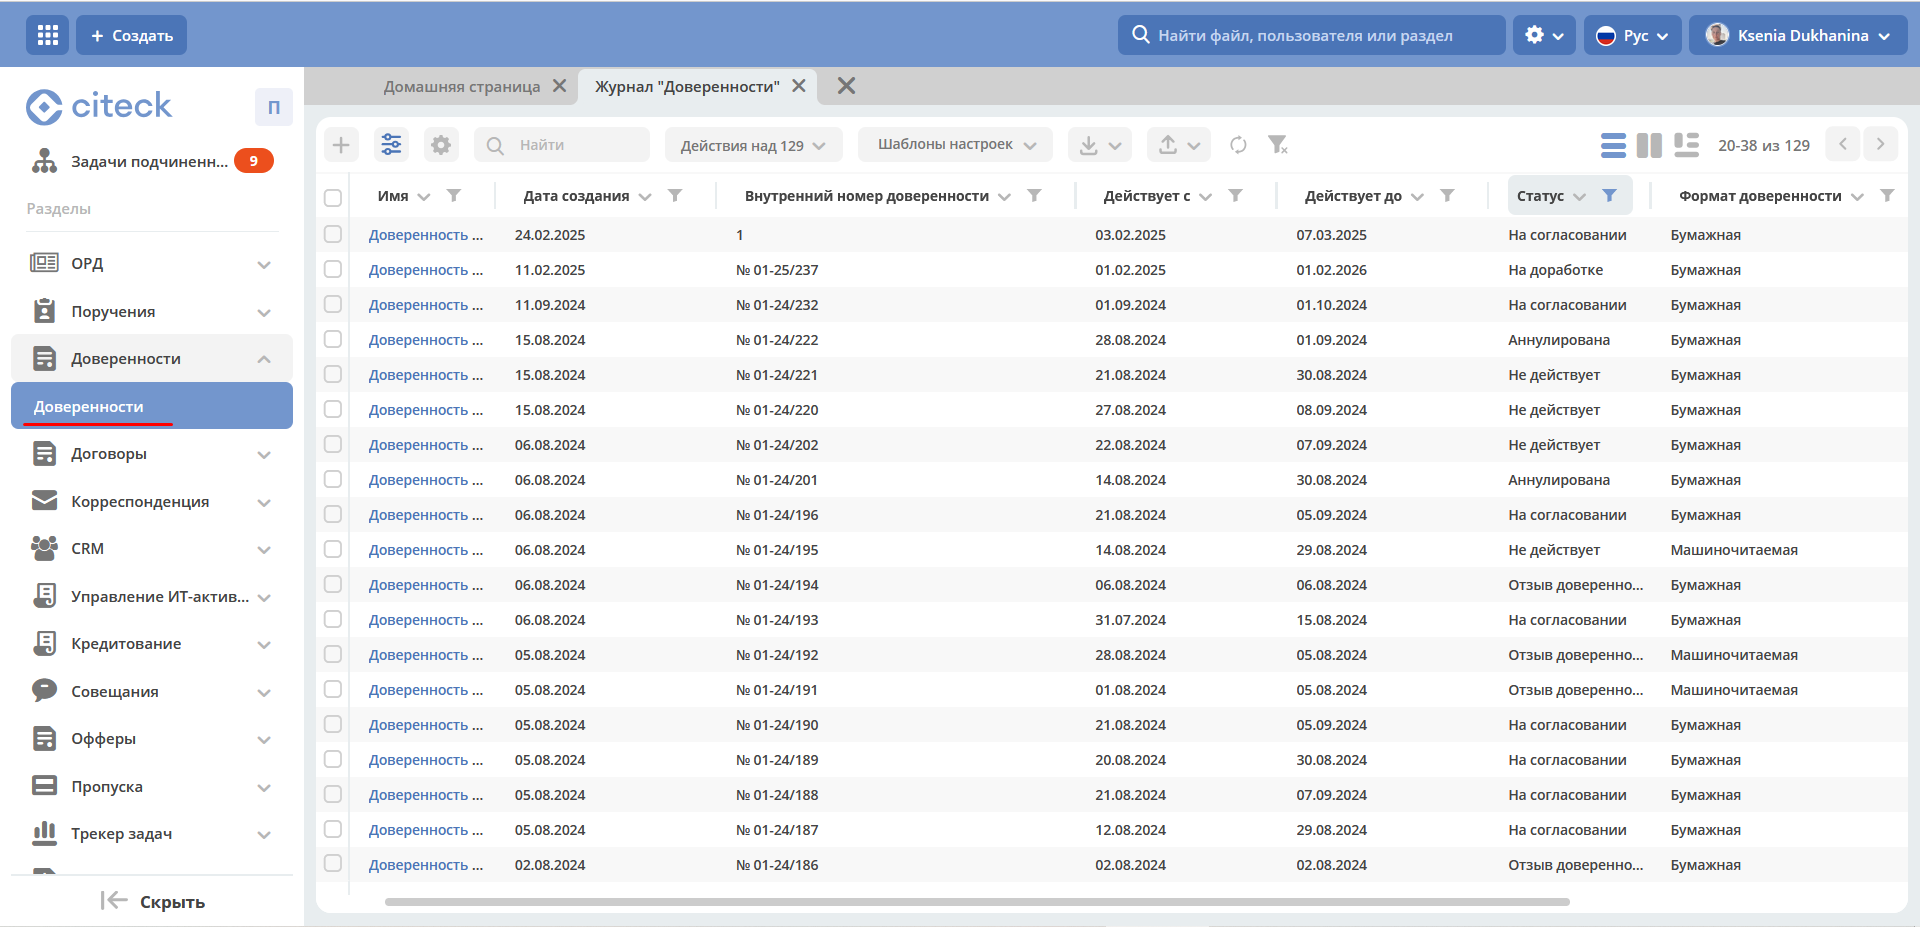 + Создать
Найти файл, пользователя или раздел
Рус
Ksenia Dukhanina
citeck
П
Задачи подчиненн...
9
Разделы
ОРД
Поручения
Доверенности
Доверенности
Договоры
Корреспонденция
CRM
Управление ИТ-актив...
Кредитование
Совещания
Офферы
Пропуска
Трекер задач
Скрыть
Домашняя страница
Журнал "Доверенности"
Найти
Действия над 129
Шаблоны настроек
20-38 из 129
Имя Дата создания Внутренний номер доверенности Действует с Действует до Статус Формат доверенности
Доверенность ... 24.02.2025 1 03.02.2025 07.03.2025 На согласовании Бумажная
Доверенность ... 11.02.2025 № 01-25/237 01.02.2025 01.02.2026 На доработке Бумажная
Доверенность ... 11.09.2024 № 01-24/232 01.09.2024 01.10.2024 На согласовании Бумажная
Доверенность ... 15.08.2024 № 01-24/222 28.08.2024 01.09.2024 Аннулирована Бумажная
Доверенность ... 15.08.2024 № 01-24/221 21.08.2024 30.08.2024 Не действует Бумажная
Доверенность ... 15.08.2024 № 01-24/220 27.08.2024 08.09.2024 Не действует Бумажная
Доверенность ... 06.08.2024 № 01-24/202 22.08.2024 07.09.2024 Не действует Бумажная
Доверенность ... 06.08.2024 № 01-24/201 14.08.2024 30.08.2024 Аннулирована Бумажная
Доверенность ... 06.08.2024 № 01-24/196 21.08.2024 05.09.2024 На согласовании Бумажная
Доверенность ... 06.08.2024 № 01-24/195 14.08.2024 29.08.2024 Не действует Машиночитаемая
Доверенность ... 06.08.2024 № 01-24/194 06.08.2024 06.08.2024 Отзыв доверенно... Бумажная
Доверенность ... 06.08.2024 № 01-24/193 31.07.2024 15.08.2024 На согласовании Бумажная
Доверенность ... 05.08.2024 № 01-24/192 28.08.2024 05.08.2024 Отзыв доверенно... Машиночитаемая
Доверенность ... 05.08.2024 № 01-24/191 01.08.2024 05.08.2024 Отзыв доверенно... Машиночитаемая
Доверенность ... 05.08.2024 № 01-24/190 21.08.2024 05.09.2024 На согласовании Бумажная
Доверенность ... 05.08.2024 № 01-24/189 20.08.2024 30.08.2024 На согласовании Бумажная
Доверенность ... 05.08.2024 № 01-24/188 21.08.2024 07.09.2024 На согласовании Бумажная
Доверенность ... 05.08.2024 № 01-24/187 12.08.2024 29.08.2024 На согласовании Бумажная
Доверенность ... 02.08.2024 № 01-24/186 02.08.2024 02.08.2024 Отзыв доверенно... Бумажная